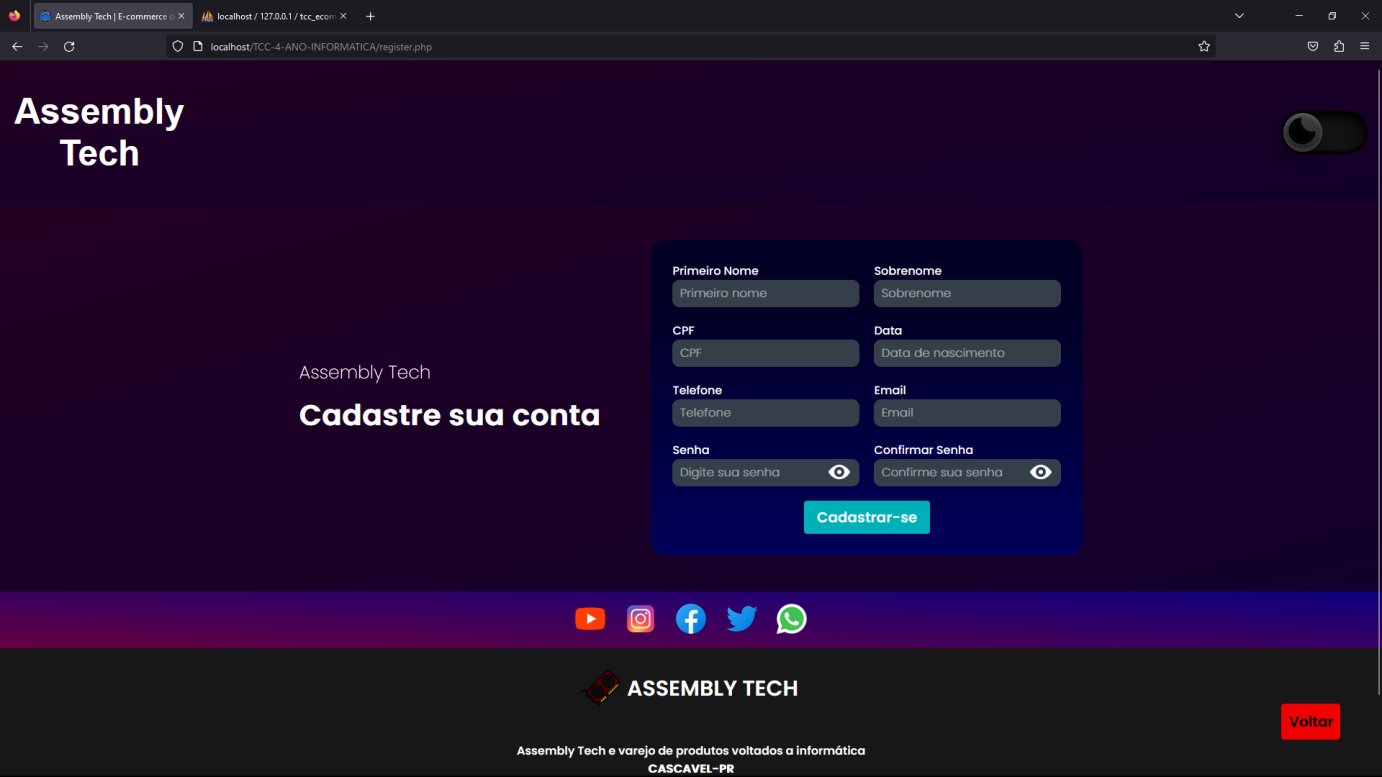 Assembly Tech | E-commerce d
localhost / 127.0.0.1 / tcc_ecom
localhost/TCC-4-ANO-INFORMATICA/register.php
Assembly
Tech
Primeiro Nome Sobrenome
Primeiro nome Sobrenome
CPF Data
CPF Data de nascimento
Telefone Email
Telefone Email
Senha Confirmar Senha
Digite sua senha Confirme sua senha
Cadastrar-se
Assembly Tech
Cadastre sua conta
ASSEMBLY TECH
Voltar
Assembly Tech e varejo de produtos voltados a informática
CASCAVEL-PR